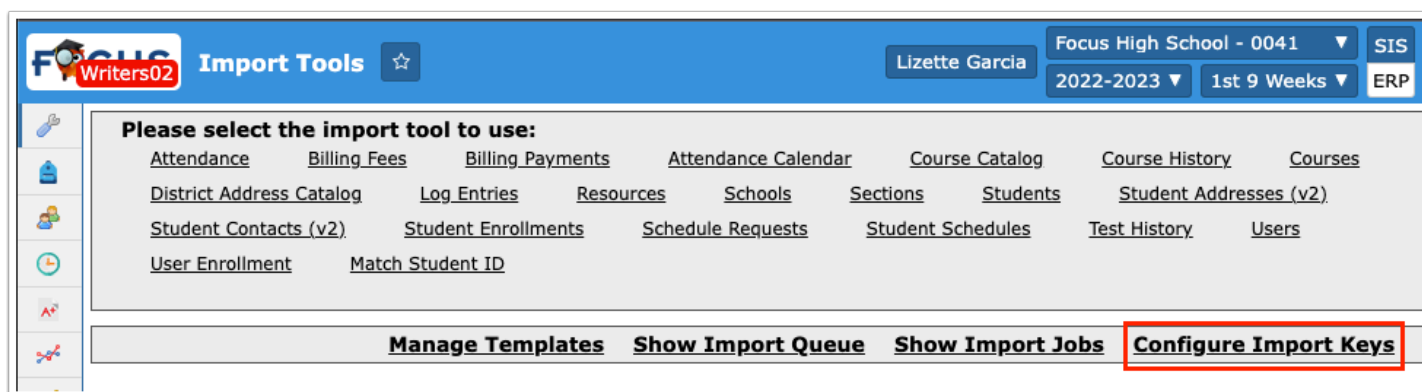 FOCUS
Writers02
Import Tools
Lizette Garcia
Focus High School - 0041 ▼
SIS
2022-2023 ▼ 1st 9 Weeks ▼ ERP
Please select the import tool to use:
Attendance Billing Fees Billing Payments Attendance Calendar Course Catalog Course History Courses
District Address Catalog Log Entries Resources Schools Sections Students Student Addresses (v2)
Student Contacts (v2) Student Enrollments Schedule Requests Student Schedules Test History Users
User Enrollment Match Student ID
A+
Manage Templates Show Import Queue Show Import Jobs Configure Import Keys